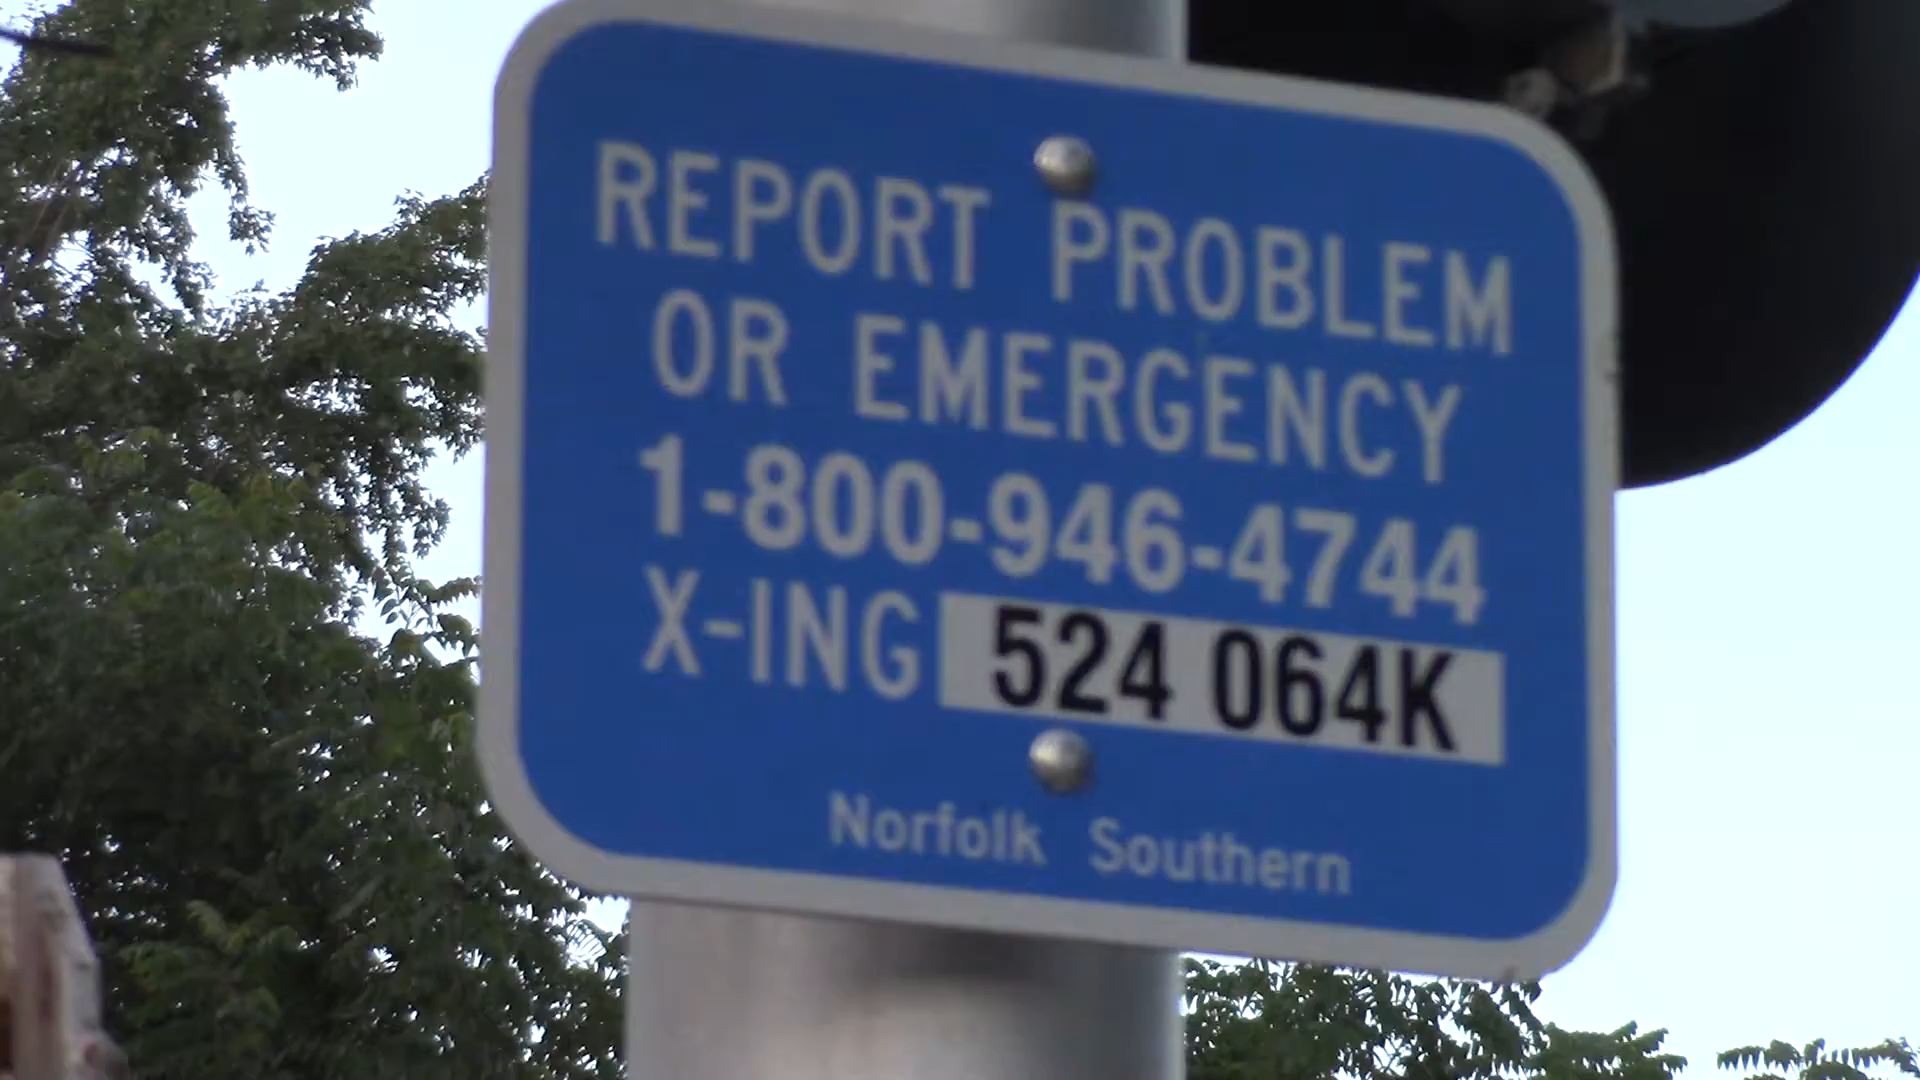 REPORT PROBLEM
OR EMERGENCY
1-800-946-4744
X-ING 524 064K
Norfolk Southern